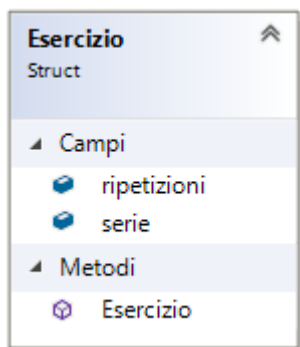 Esercizio
Struct
Campi
ripetizioni
serie
Metodi
Esercizio